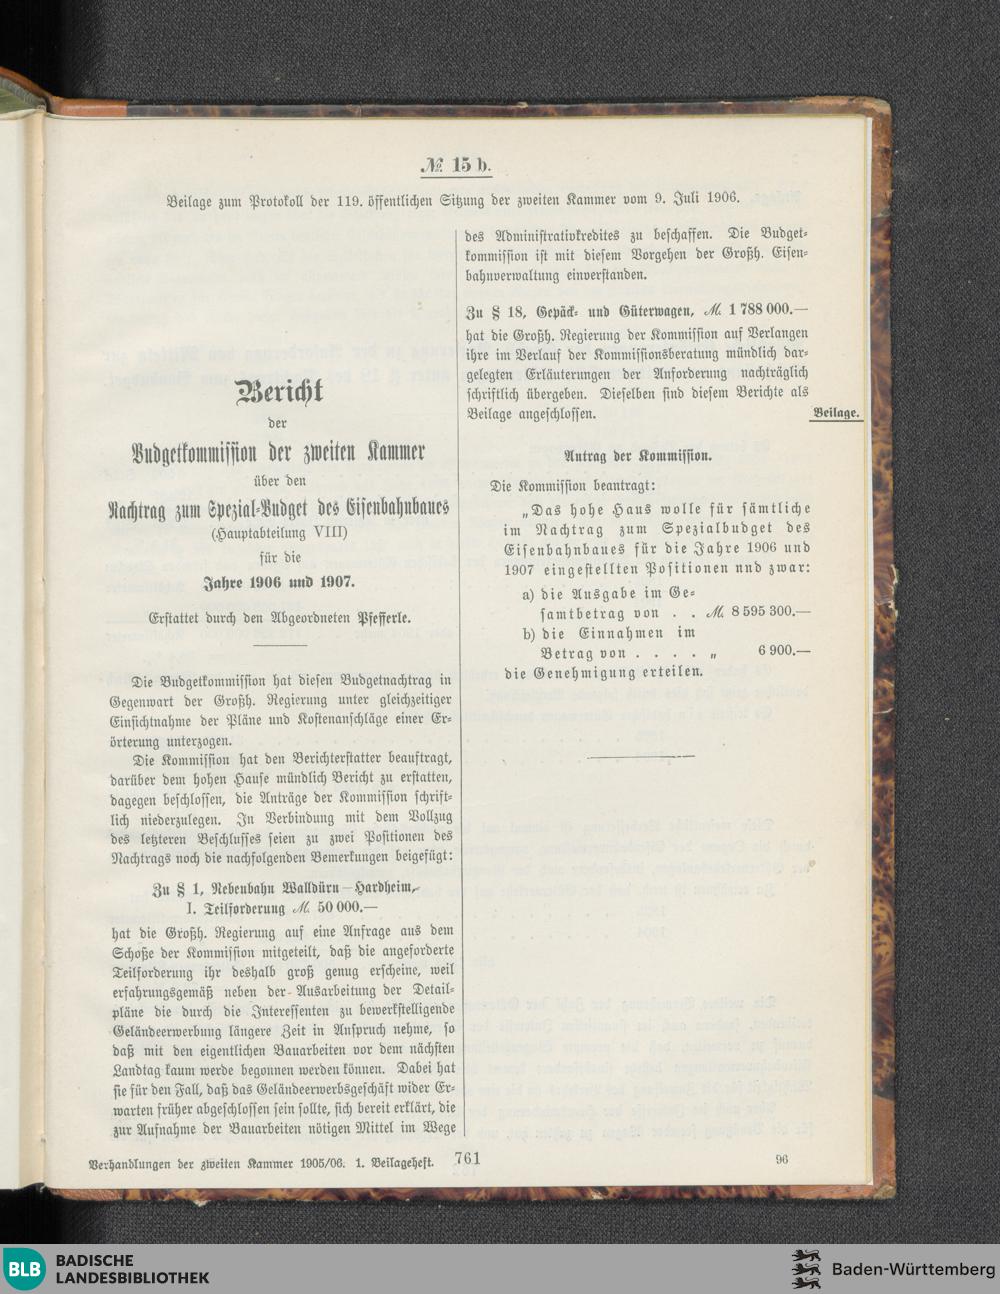 № 15 b.
Beilage zum Protokoll der 119. öffentlichen Sitzung der zweiten Kammer vom 9. Juli 1906.
Bericht
der
Budgetkommission der zweiten Kammer
über den
Nachtrag zum Spezial-Budget des Eisenbahnbaues
(Hauptabteilung VIII)
für die
Jahre 1906 und 1907.
Erstattet durch den Abgeordneten Pfefferle.
Die Budgetkommission hat diesen Budgetnachtrag in
Gegenwart der Großh. Regierung unter gleichzeitiger
Einsichtnahme der Pläne und Kostenanschläge einer Er-
örterung unterzogen.
Die Kommission hat den Berichterstatter beauftragt,
darüber dem hohen Hause mündlich Bericht zu erstatten,
dagegen beschlossen, die Anträge der Kommission schrift-
lich niederzulegen. In Verbindung mit dem Vollzug
des letzteren Beschlusses seien zu zwei Positionen des
Nachtrags noch die nachfolgenden Bemerkungen beigefügt:
Zu § 1, Nebenbahn Walldürn—Hardheim,
I. Teilforderung M. 50 000.—
hat die Großh. Regierung auf eine Anfrage aus dem
Schoße der Kommission mitgeteilt, daß die angeforderte
Teilforderung ihr deshalb groß genug erscheine, weil
erfahrungsgemäß neben der Ausarbeitung der Detail-
pläne die durch die Interessenten zu bewerkstelligende
Geländeerwerbung längere Zeit in Anspruch nehme, so
daß mit den eigentlichen Bauarbeiten vor dem nächsten
Landtag kaum werde begonnen werden können. Dabei hat
sie für den Fall, daß das Geländeerwerbsgeschäft wider Er-
warten früher abgeschlossen sein sollte, sich bereit erklärt, die
zur Aufnahme der Bauarbeiten nötigen Mittel im Wege
des Administrativkredites zu beschaffen. Die Budget-
kommission ist mit diesem Vorgehen der Großh. Eisen-
bahnverwaltung einverstanden.
Zu § 18, Gepäck- und Güterwagen, M. 1 788 000.—
hat die Großh. Regierung der Kommission auf Verlangen
ihre im Verlauf der Kommissionsberatung mündlich dar-
gelegten Erläuterungen der Anforderung nachträglich
schriftlich übergeben. Dieselben sind diesem Berichte als
Beilage angeschlossen.
Beilage.
Antrag der Kommission.
Die Kommission beantragt:
„Das hohe Haus wolle für sämtliche
im Nachtrag zum Spezialbudget des
Eisenbahnbaues für die Jahre 1906 und
1907 eingestellten Positionen nnd zwar:
a) die Ausgabe im Ge-
samtbetrag von . . M. 8 595 300.—
b) die Einnahmen im
Betrag von . . . . „ 6 900.—
die Genehmigung erteilen.
Verhandlungen der zweiten Kammer 1905/06. 1. Beilageheft.
761
96
BLB BADISCHE
LANDESBIBLIOTHEK
Baden-Württemberg